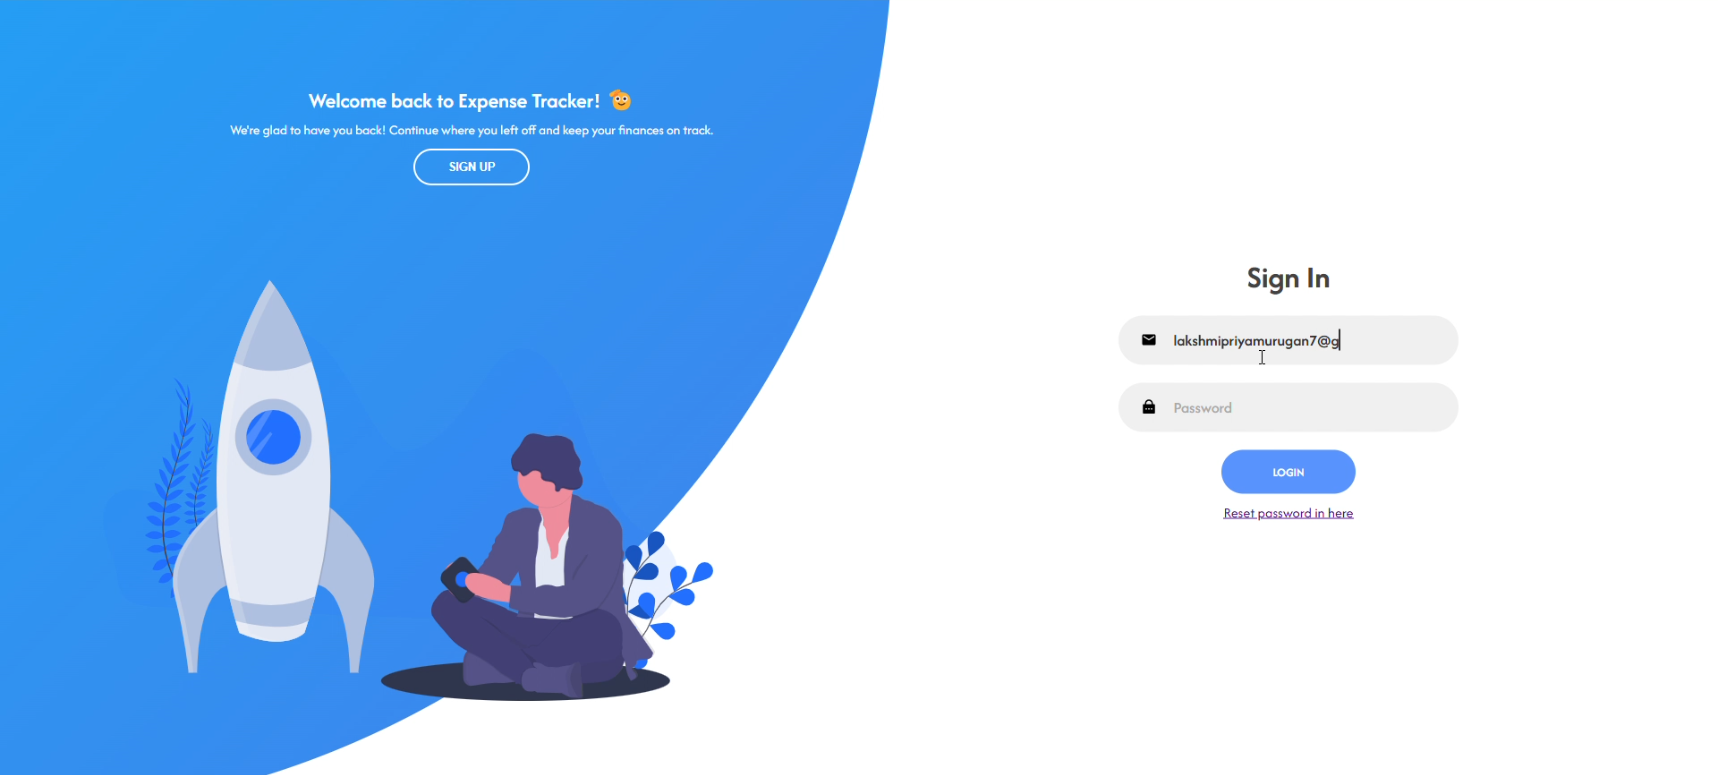 Welcome back to Expense Tracker!
We're glad to have you back! Continue where you left off and keep your finances on track.
SIGN UP
Sign In
lakshmipriyamurugan7@g
Password
LOGIN
Reset password in here